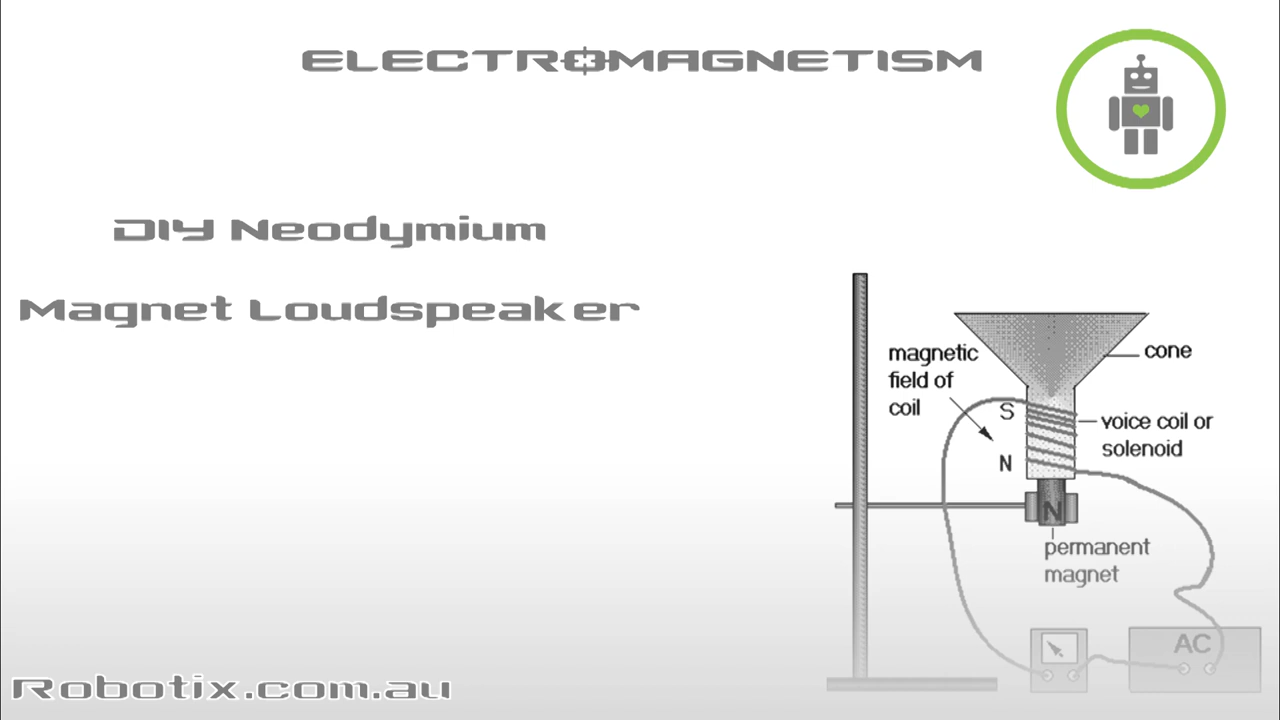 ELECTROMAGNETISM
DIY Neodymium
Magnet Loudspeaker
magnetic
field of
coil
cone
S
voice coil or
solenoid
N
N
permanent
magnet
AC
Robotix.com.au